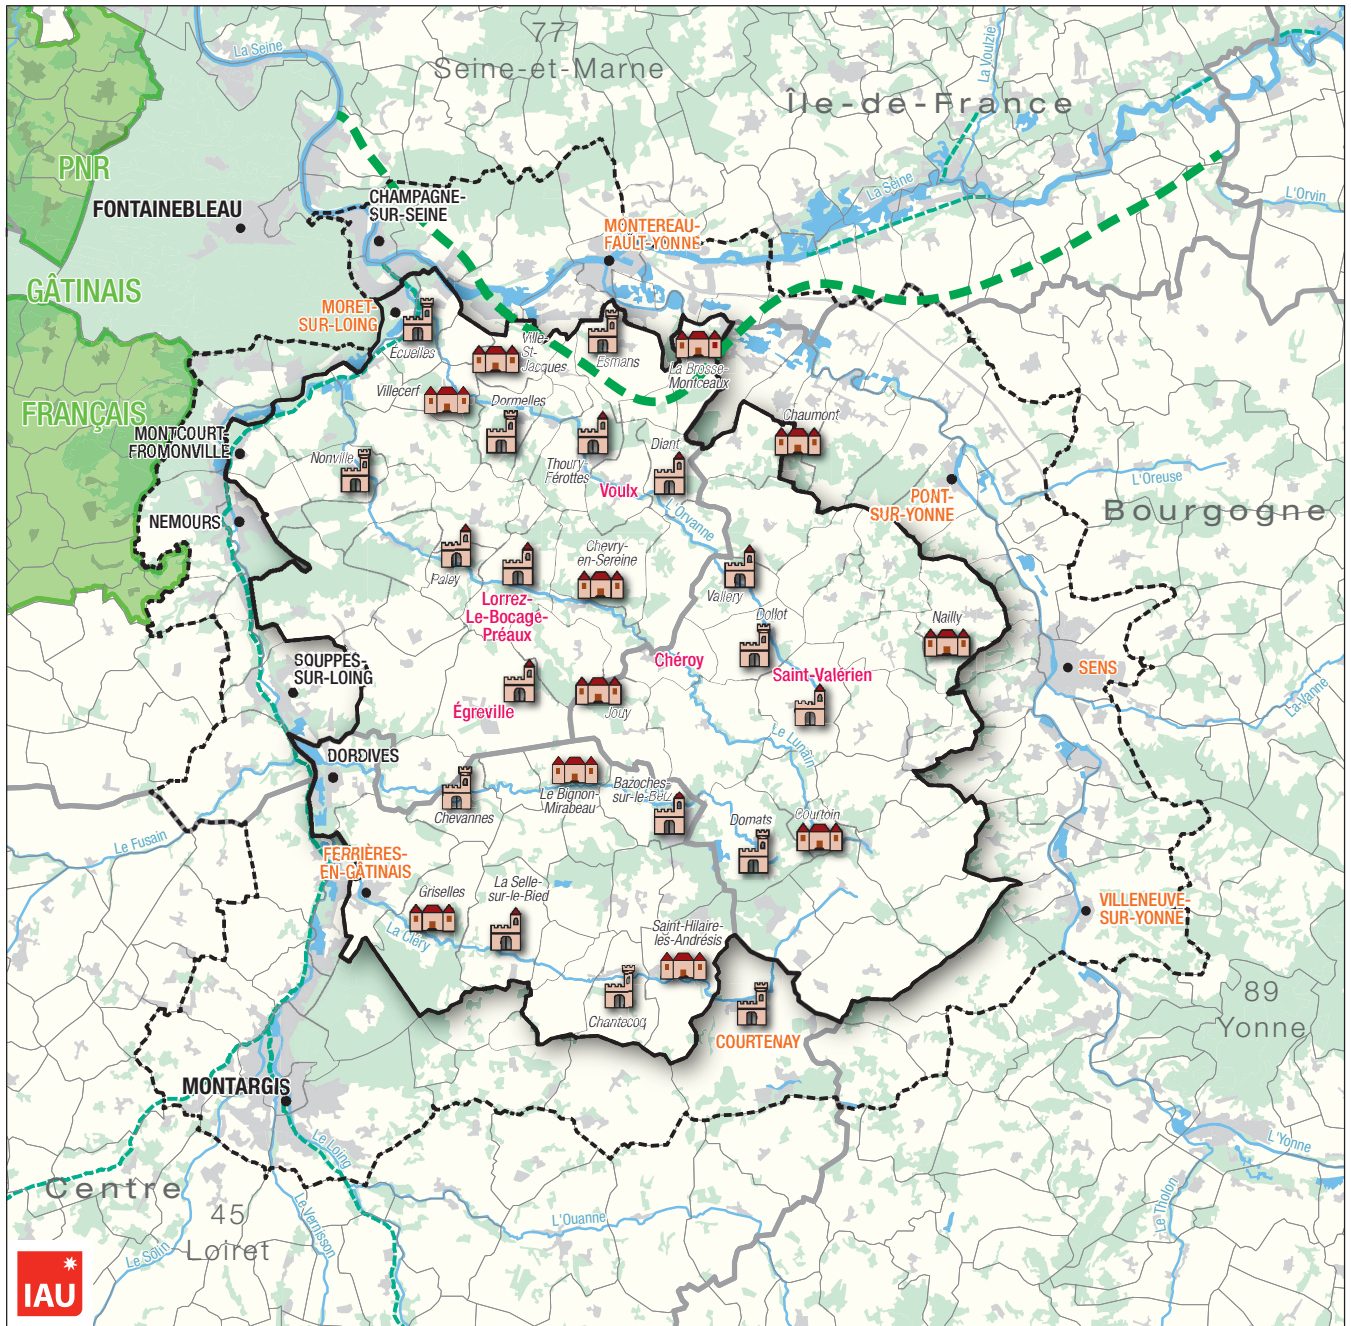 77
Seine-et-Marne
La Seine
La Voulzie
Île-de-France
PNR
FONTAINEBLEAU
CHAMPAGNE-
SUR-SEINE
La Seine
L'Orvin
MONTEREAU-
FAULT-YONNE
GÂTINAIS
MORET-
SUR-LOING
Écuelles
Ville-
St-
Jacques
Esmans
La Brosse-
Montceaux
Villecerf
Dormelles
FRANÇAIS
MONTCOURT-
FROMONVILLE
Nonville
Thoury-
Férottes
Diant
Chaumont
Voulx
L'Orvanne
PONT-
SUR-YONNE
L'Oreuse
Bourgogne
NEMOURS
Paley
Chevry-
en-Sereine
Vallery
Lorrez-
Le-Bocage-
Préaux
Dollot
Nailly
Chéroy
Saint-Valérien
SENS
SOUPPES-
SUR-LOING
Égreville
Jouy
La Vanne
Le Lunain
DORDIVES
Chevannes
Le Bignon-
Mirabeau
Bazoches-
sur-le-Betz
Domats
Courtoin
Le Fusain
FERRIÈRES-
EN-GÂTINAIS
Griselles
La Selle-
sur-le-Bied
La Cléry
Saint-Hilaire-
les-Andrésis
VILLENEUVE-
SUR-YONNE
Chantecoq
COURTENAY
89
Yonne
MONTARGIS
Le Loing
L'Yonne
Centre
45
Loiret
Le Solin
Le Vernisson
L'Ouanne
Le Tholon
IAU